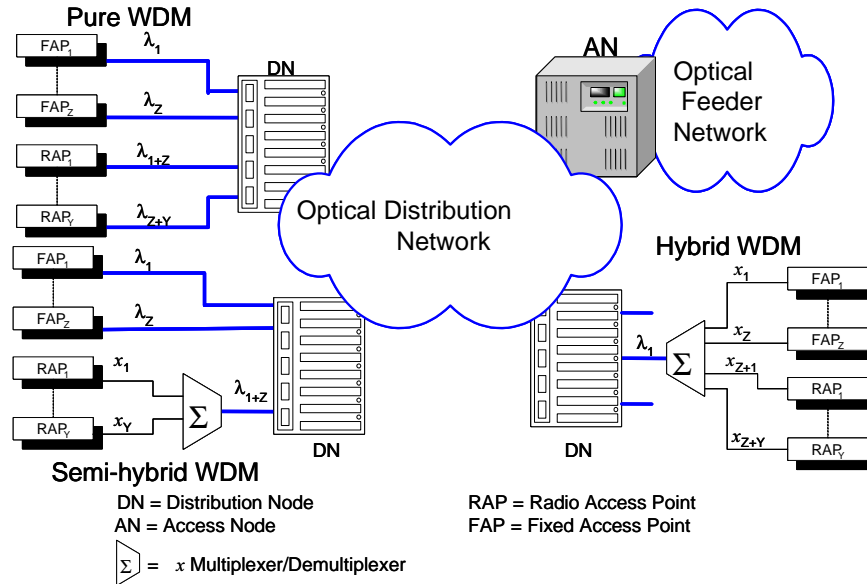 Pure WDM
FAP1
λ1
DN
FAPZ
λZ
RAP1
λ1+Z
RAPY
λZ+Y
AN
Optical
Feeder
Network
Optical Distribution
Network
FAP1
λ1
FAPZ
λZ
RAP1
x1
Σ
λ1+Z
RAPY
xY
DN
Semi-hybrid WDM
Hybrid WDM
x1
FAP1
λ1
Σ
xZ
FAPZ
xZ+1
RAP1
xZ+Y
RAPY
DN
DN = Distribution Node
AN = Access Node
Σ = x Multiplexer/Demultiplexer
RAP = Radio Access Point
FAP = Fixed Access Point